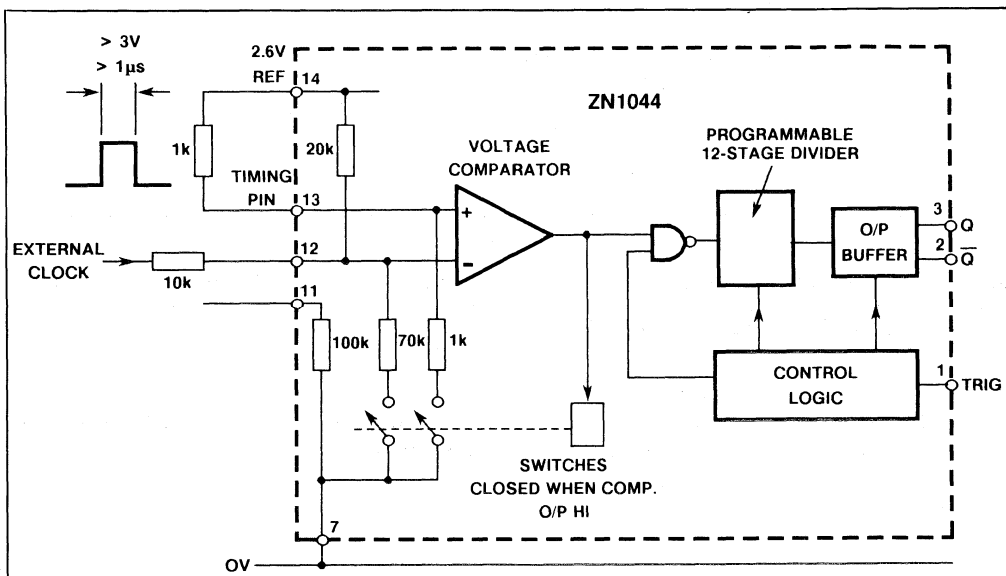 > 3V
> 1µs
2.6V
REF
14
ZN1044
1k
20k
VOLTAGE
COMPARATOR
PROGRAMMABLE
12-STAGE DIVIDER
TIMING
PIN
13
+
12
−
EXTERNAL
CLOCK
10k
11
O/P
BUFFER
3
Q
2
Q̅
100k
70k
1k
CONTROL
LOGIC
1
TRIG
SWITCHES
CLOSED WHEN COMP.
O/P HI
7
OV